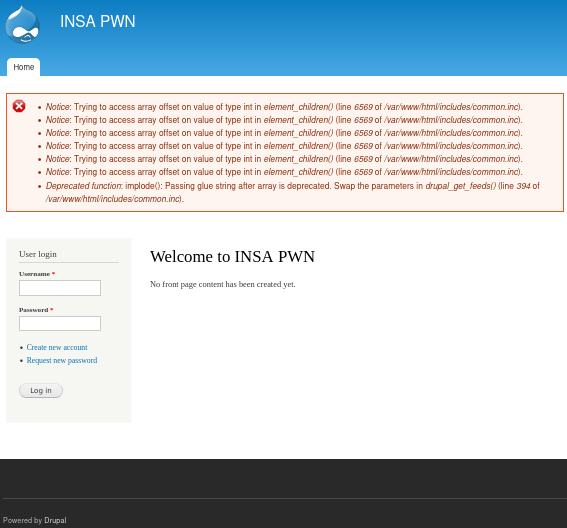 INSA PWN
Home
• Notice: Trying to access array offset on value of type int in element_children() (line 6569 of /var/www/html/includes/common.inc).
• Notice: Trying to access array offset on value of type int in element_children() (line 6569 of /var/www/html/includes/common.inc).
• Notice: Trying to access array offset on value of type int in element_children() (line 6569 of /var/www/html/includes/common.inc).
• Notice: Trying to access array offset on value of type int in element_children() (line 6569 of /var/www/html/includes/common.inc).
• Notice: Trying to access array offset on value of type int in element_children() (line 6569 of /var/www/html/includes/common.inc).
• Notice: Trying to access array offset on value of type int in element_children() (line 6569 of /var/www/html/includes/common.inc).
• Deprecated function: implode(): Passing glue string after array is deprecated. Swap the parameters in drupal_get_feeds() (line 394 of
/var/www/html/includes/common.inc).
User login
Username *
Password *
• Create new account
• Request new password
Log in
Welcome to INSA PWN
No front page content has been created yet.
Powered by Drupal